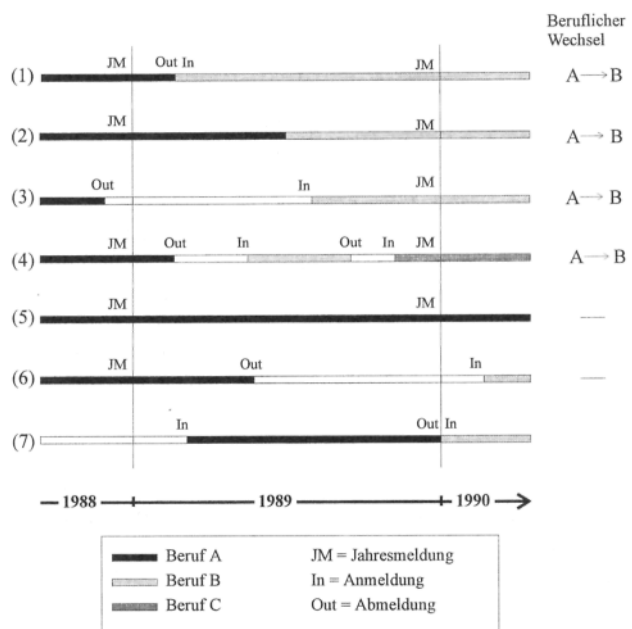 Beruflicher
Wechsel
JM Out In JM
(1) A → B
JM JM
(2) A → B
Out In JM
(3) A → B
JM Out In Out In JM
(4) A → B
JM JM
(5) —
JM Out In
(6) —
In Out In
(7)
1988 1989 1990
Beruf A JM = Jahresmeldung
Beruf B In = Anmeldung
Beruf C Out = Abmeldung